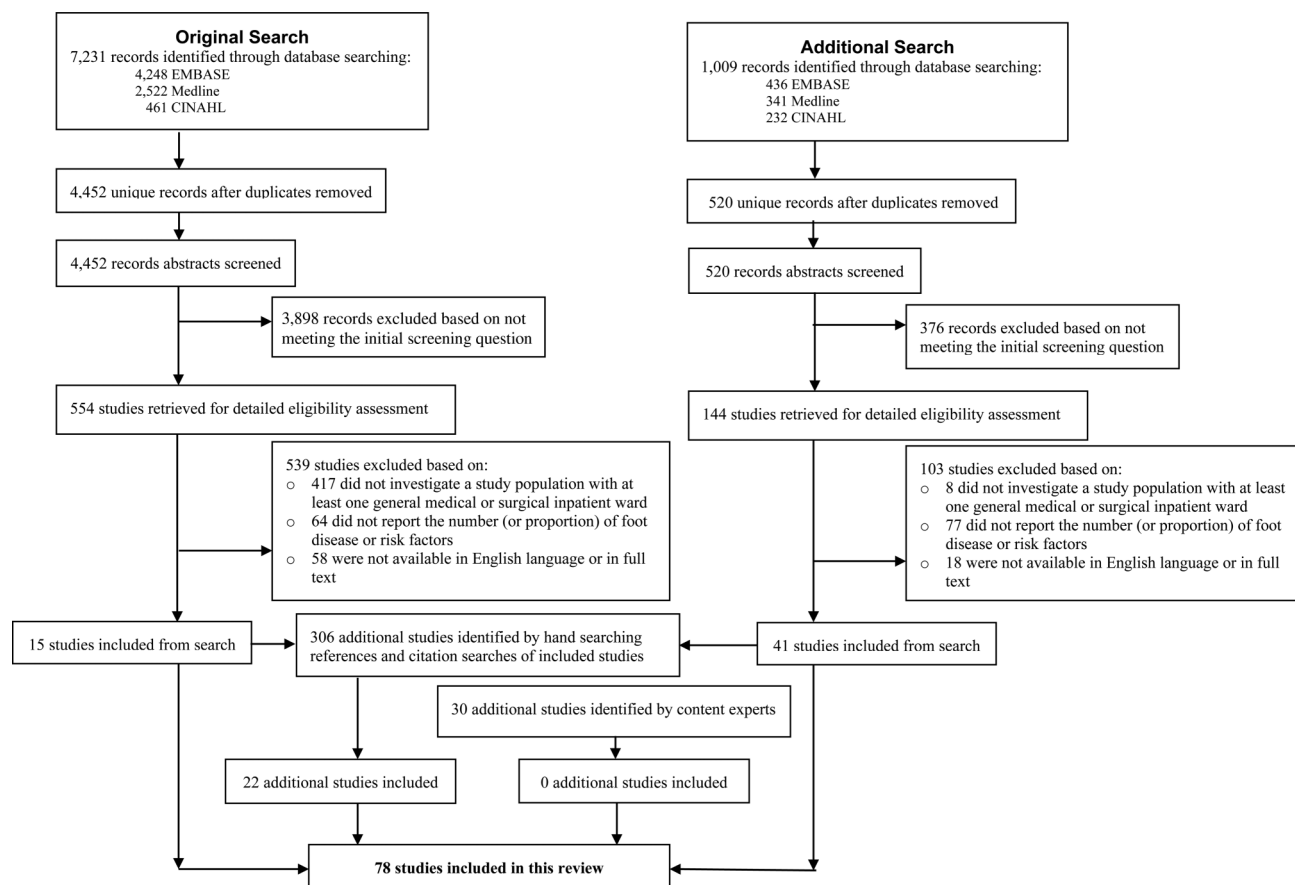 Original Search
7,231 records identified through database searching:
4,248 EMBASE
2,522 Medline
461 CINAHL
4,452 unique records after duplicates removed
4,452 records abstracts screened
3,898 records excluded based on not
meeting the initial screening question
554 studies retrieved for detailed eligibility assessment
539 studies excluded based on:
o 417 did not investigate a study population with at
least one general medical or surgical inpatient ward
o 64 did not report the number (or proportion) of foot
disease or risk factors
o 58 were not available in English language or in full
text
15 studies included from search
Additional Search
1,009 records identified through database searching:
436 EMBASE
341 Medline
232 CINAHL
520 unique records after duplicates removed
520 records abstracts screened
376 records excluded based on not
meeting the initial screening question
144 studies retrieved for detailed eligibility assessment
103 studies excluded based on:
o 8 did not investigate a study population with at least
one general medical or surgical inpatient ward
o 77 did not report the number (or proportion) of foot
disease or risk factors
o 18 were not available in English language or in full
text
41 studies included from search
306 additional studies identified by hand searching
references and citation searches of included studies
30 additional studies identified by content experts
22 additional studies included
0 additional studies included
78 studies included in this review